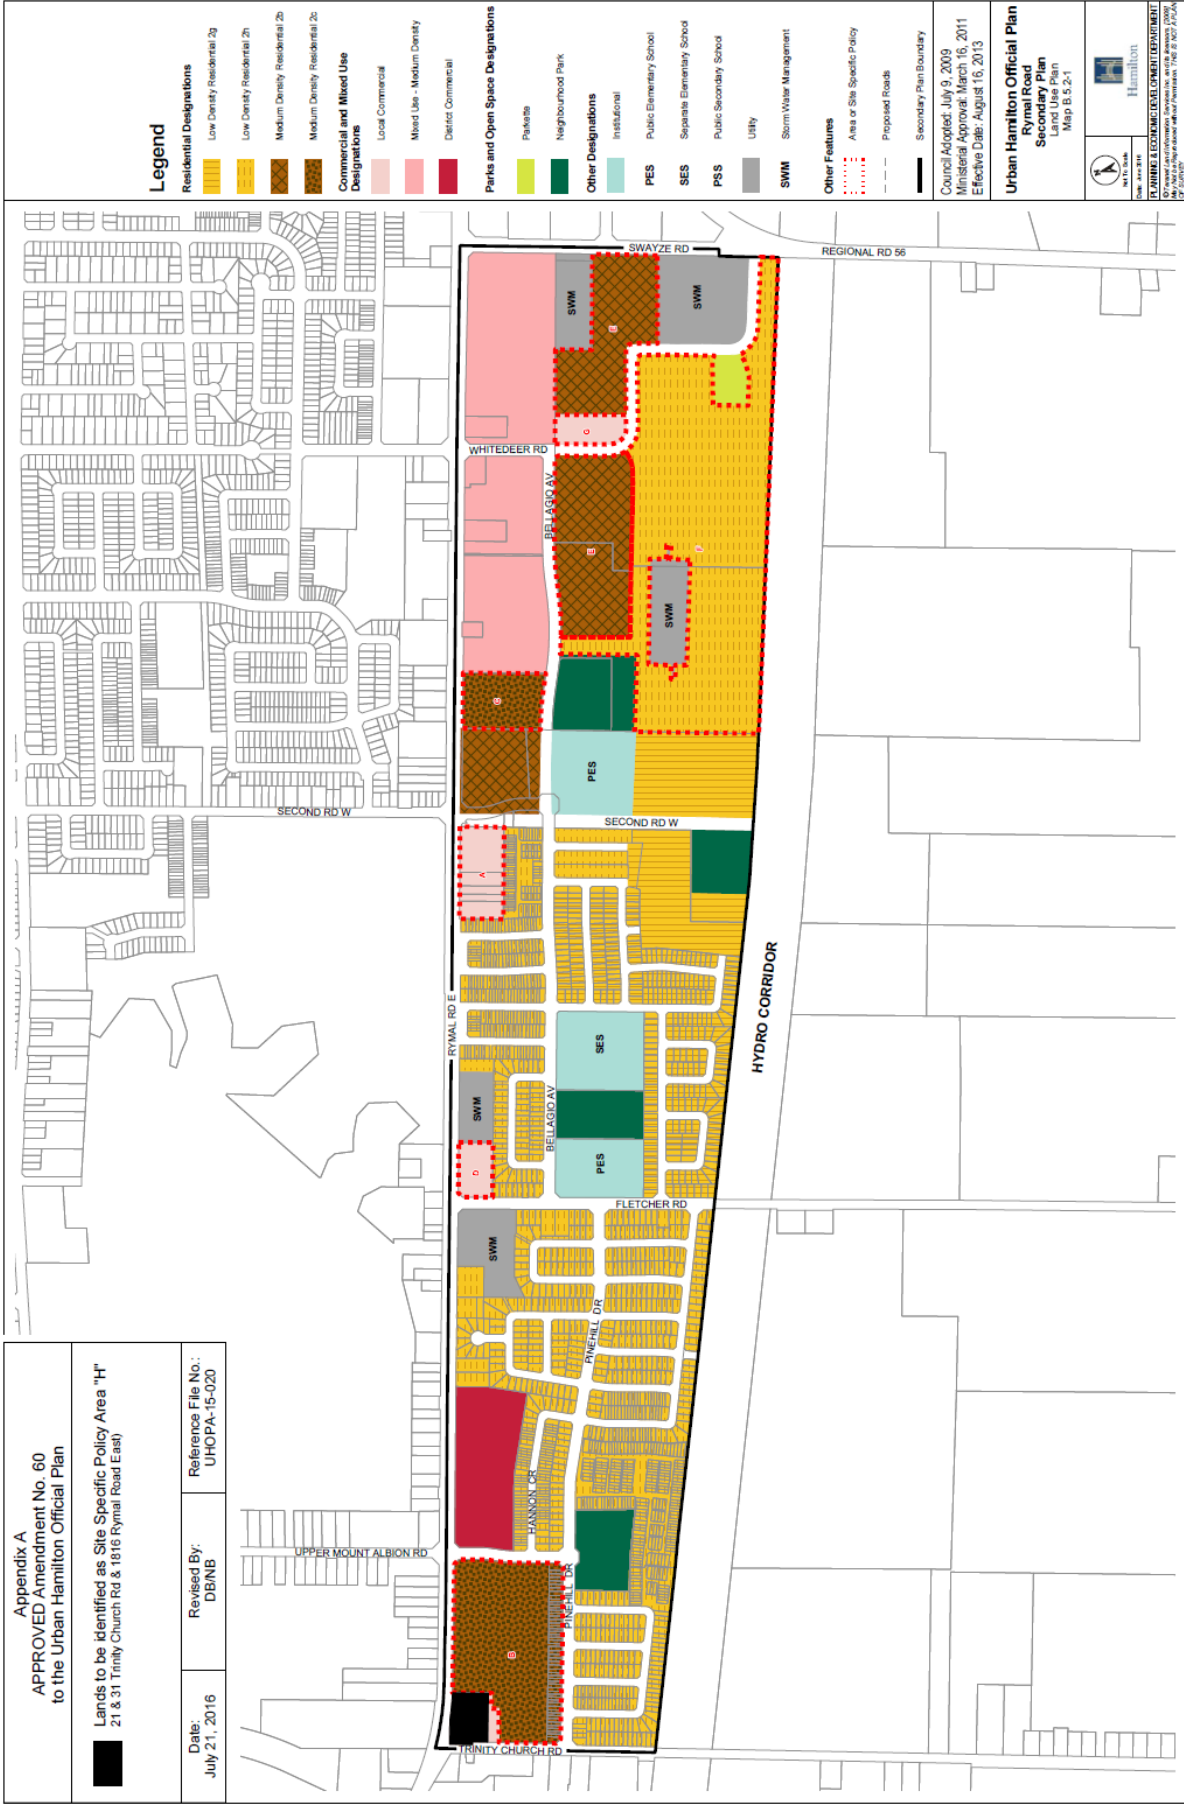 Appendix A
APPROVED Amendment No. 60
to the Urban Hamilton Official Plan
Lands to be identified as Site Specific Policy Area "H"
21 & 31 Trinity Church Rd & 1816 Rymal Road East)
Date:
July 21, 2016
Revised By:
DB/NB
Reference File No.:
UHOPA-15-020
Legend
Residential Designations
Low Density Residential 2g
Low Density Residential 2h
Medium Density Residential 2b
Medium Density Residential 2c
Commercial and Mixed Use
Designations
Local Commercial
Mixed Use - Medium Density
District Commercial
Parks and Open Space Designations
Parkette
Neighbourhood Park
Other Designations
Institutional
PES Public Elementary School
SES Separate Elementary School
PSS Public Secondary School
Utility
SWM Storm Water Management
Other Features
Area or Site Specific Policy
Proposed Roads
Secondary Plan Boundary
Council Adopted: July 9, 2009
Ministerial Approval: March 16, 2011
Effective Date: August 16, 2013
Urban Hamilton Official Plan
Rymal Road
Secondary Plan
Land Use Plan
Map B.5.2-1
N
Not To Scale
Date: June 2016
Hamilton
PLANNING & ECONOMIC DEVELOPMENT DEPARTMENT
TRINITY CHURCH RD
UPPER MOUNT ALBION RD
B
HANNON CR
PINEHILL DR
PINEHILL DR
SWM
FLETCHER RD
D
SWM
PES
SES
BELLAGIO AV
RYMAL RD E
HYDRO CORRIDOR
A
SECOND RD W
SECOND RD W
PES
C
E
BELLAGIO AV
WHITEDEER RD
SWM
F
G
E
SWM
SWM
SWAYZE RD
REGIONAL RD 56